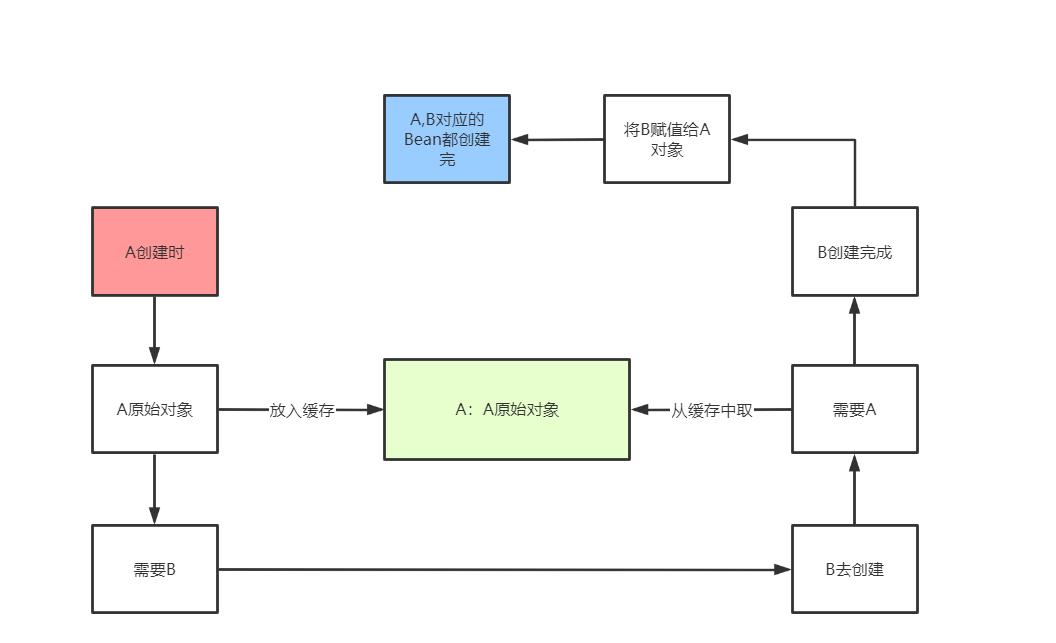 A,B对应的
Bean都创建
完
将B赋值给A
对象
A创建时
B创建完成
A原始对象
放入缓存
A：A原始对象
从缓存中取
需要A
需要B
B去创建